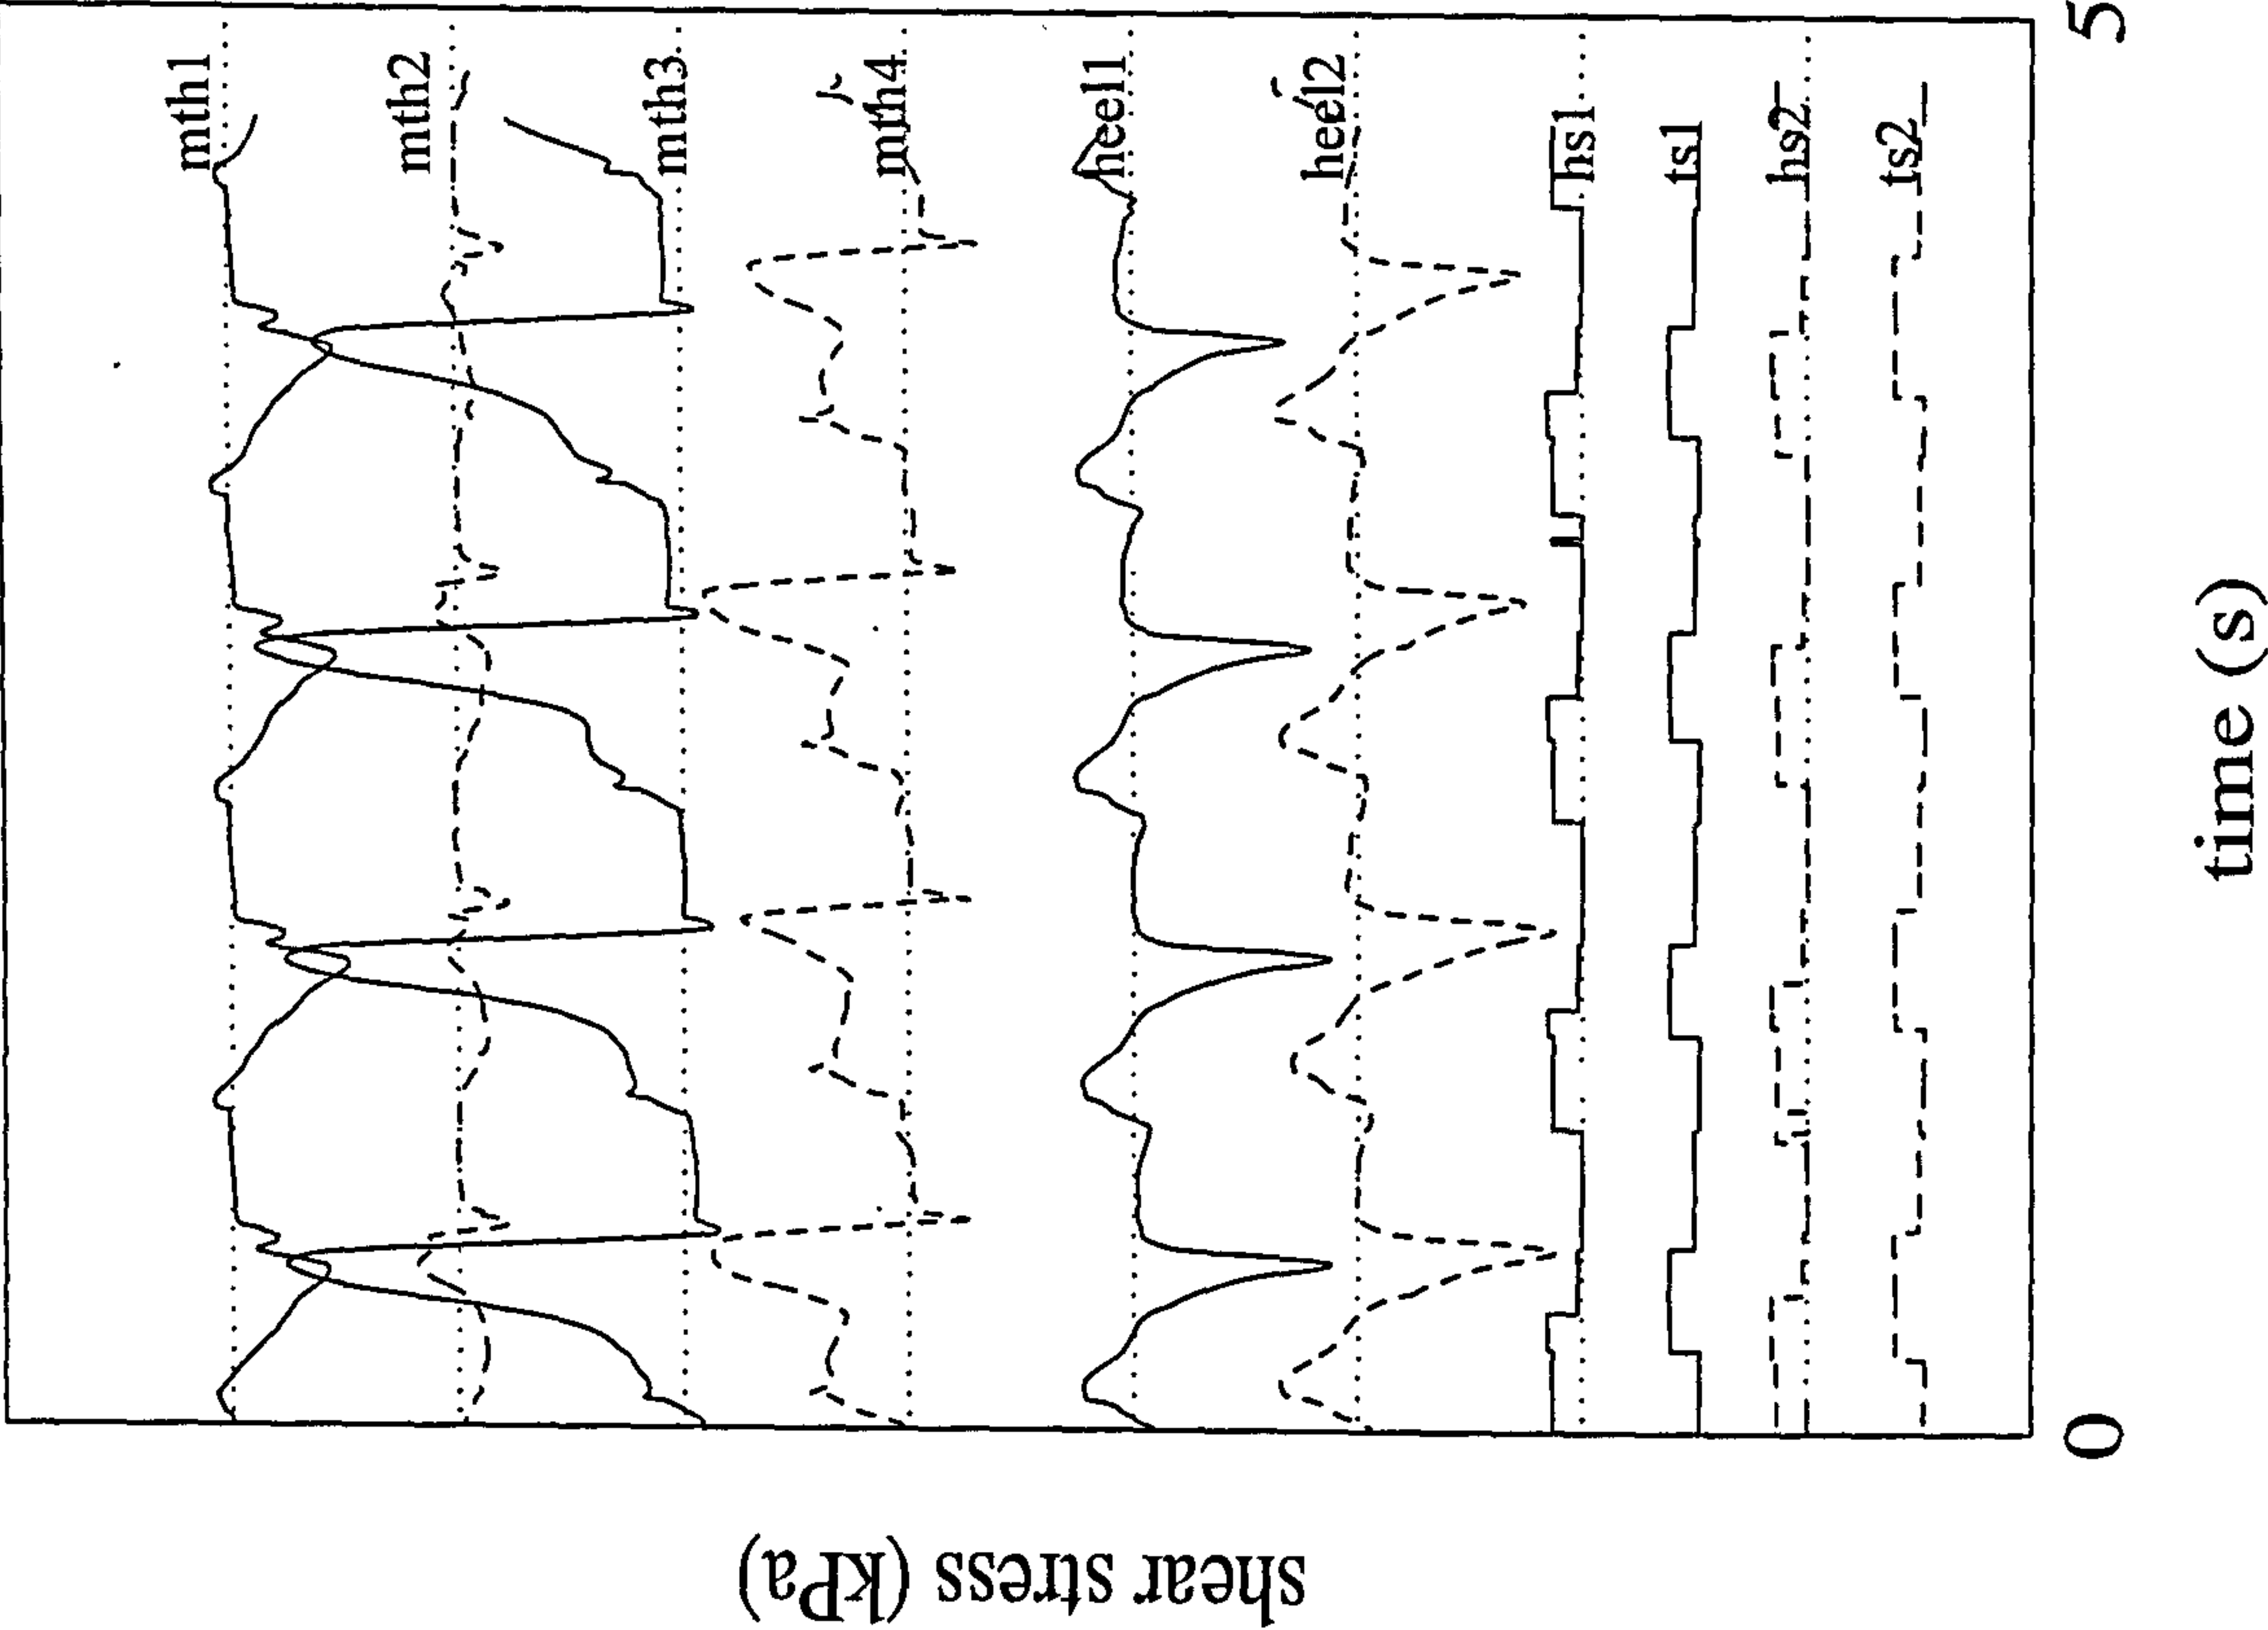 mth1
mth2
mth3
mth4
heel1
heel2
hs1
ts1
hs2
ts2
0
5
time (s)
shear stress (kPa)